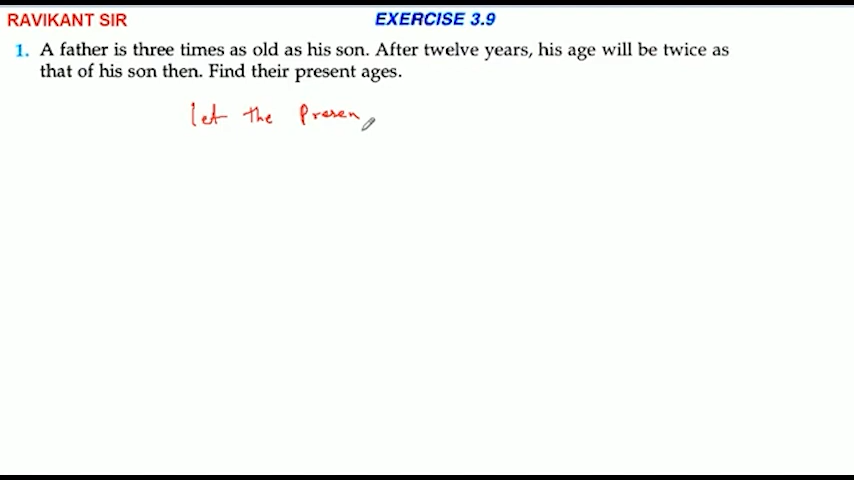 RAVIKANT SIR
EXERCISE 3.9
1. A father is three times as old as his son. After twelve years, his age will be twice as
that of his son then. Find their present ages.
let the Presen